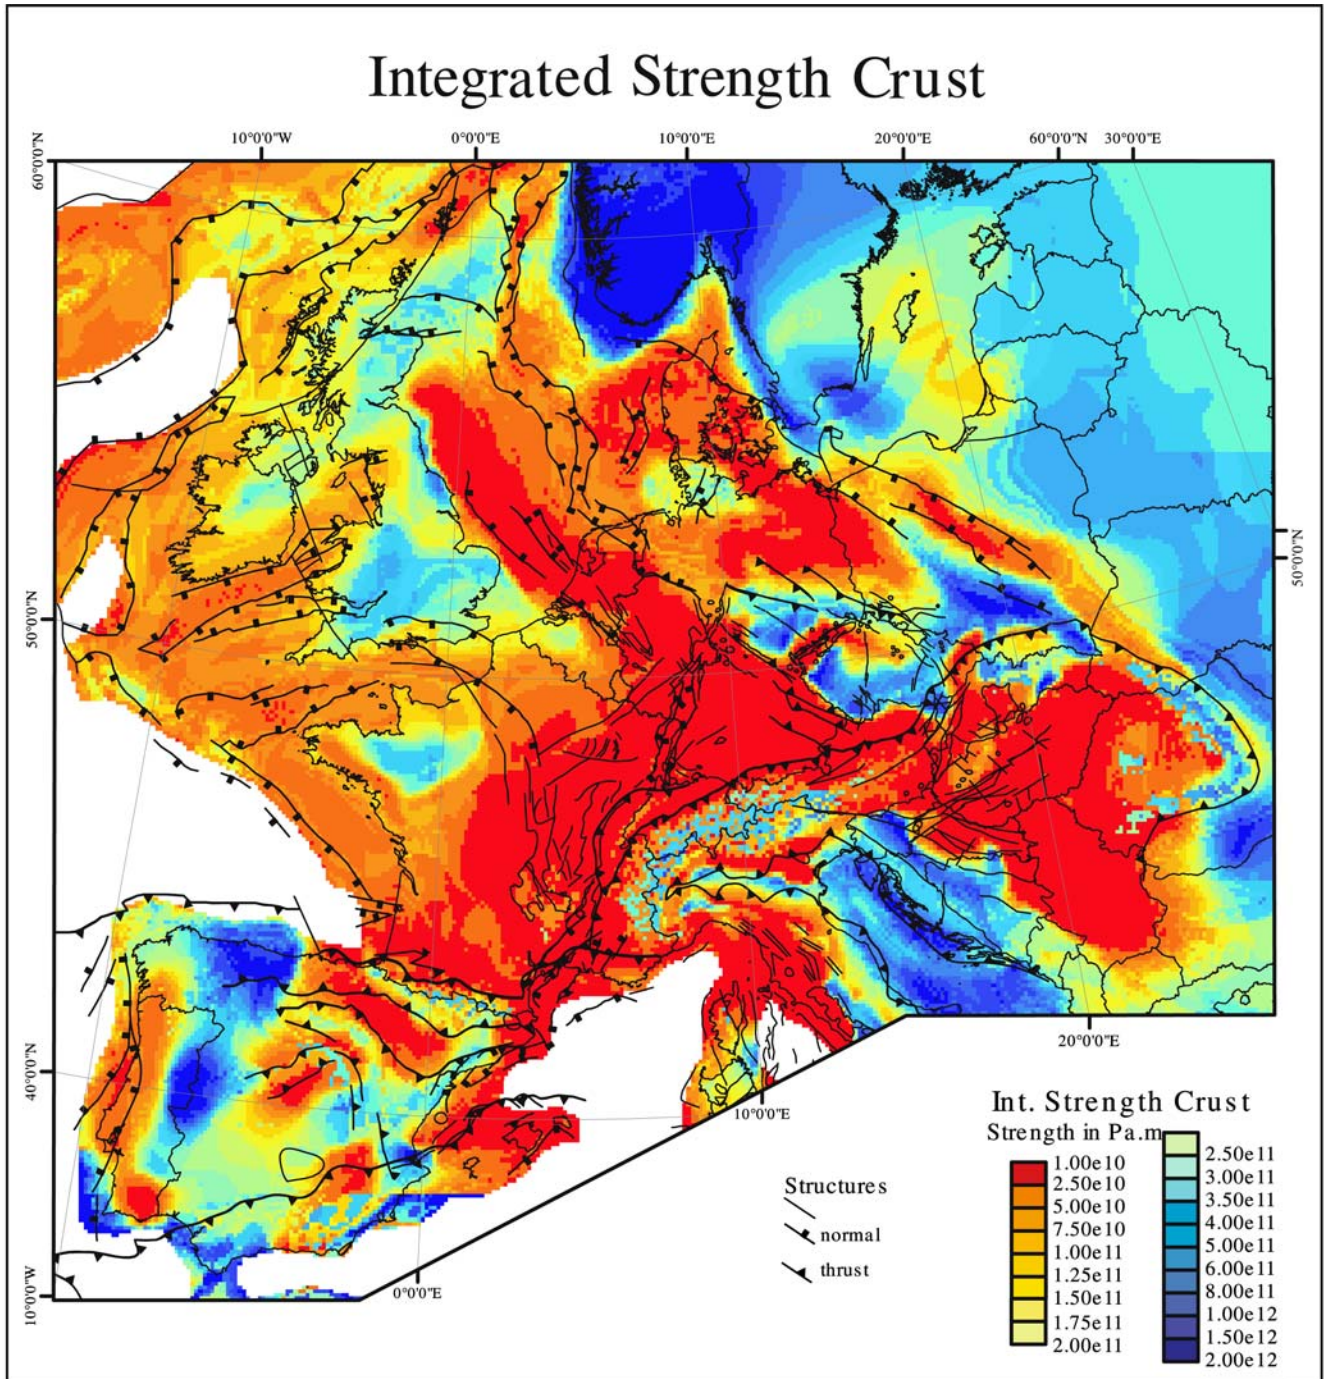 Integrated Strength Crust
10°0'0"W 0°0'0"E 10°0'0"E 20°0'0"E 60°0'0"N 30°0'0"E
60°0'0"N
50°0'0"N
50°0'0"N
40°0'0"N
10°0'0"W
20°0'0"E
10°0'0"E
0°0'0"E
Structures
normal
thrust
Int. Strength Crust
Strength in Pa.m
1.00e10
2.50e10
5.00e10
7.50e10
1.00e11
1.25e11
1.50e11
1.75e11
2.00e11
2.50e11
3.00e11
3.50e11
4.00e11
5.00e11
6.00e11
8.00e11
1.00e12
1.50e12
2.00e12